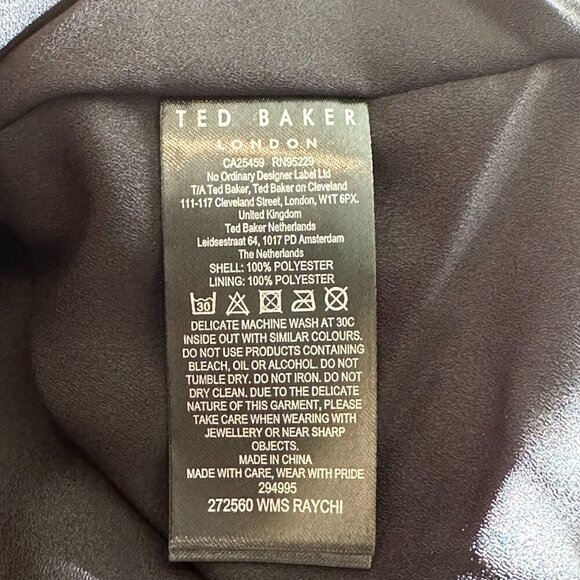 TED BAKER
LONDON
CA25459 RN95229
No Ordinary Designer Label Ltd
T/A Ted Baker, Ted Baker on Cleveland
111-117 Cleveland Street, London, W1T 6PX.
United Kingdom
Ted Baker Netherlands
Leidsestraat 64, 1017 PD Amsterdam
The Netherlands
SHELL: 100% POLYESTER
LINING: 100% POLYESTER
30
DELICATE MACHINE WASH AT 30C
INSIDE OUT WITH SIMILAR COLOURS.
DO NOT USE PRODUCTS CONTAINING
BLEACH, OIL OR ALCOHOL. DO NOT
TUMBLE DRY. DO NOT IRON. DO NOT
DRY CLEAN. DUE TO THE DELICATE
NATURE OF THIS GARMENT, PLEASE
TAKE CARE WHEN WEARING WITH
JEWELLERY OR NEAR SHARP
OBJECTS.
MADE IN CHINA
MADE WITH CARE, WEAR WITH PRIDE
294995
272560 WMS RAYCHI